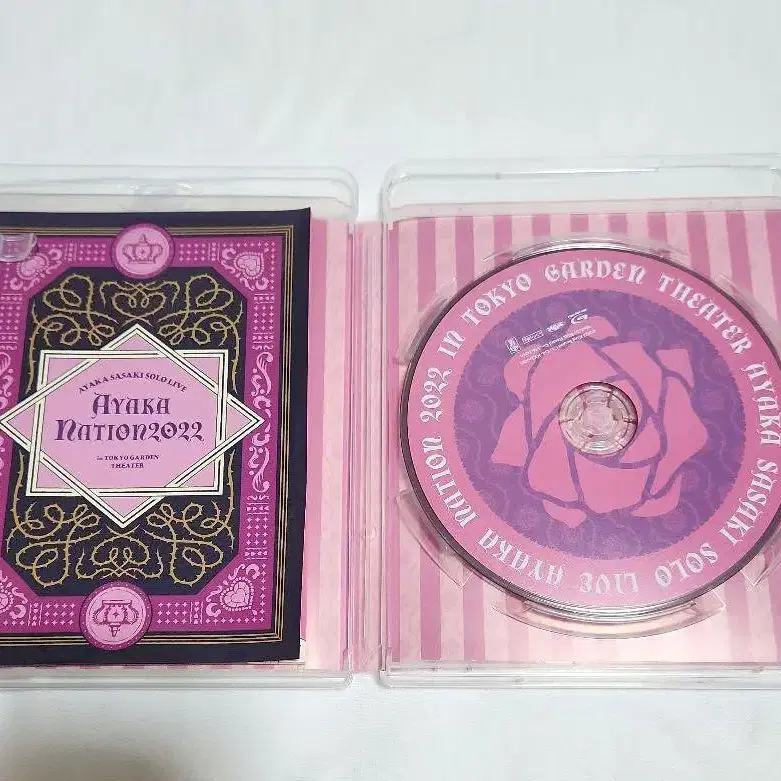 AYAKA SASAKI SOLO LIVE
AYAKA
NATION2022
in TOKYO GARDEN
THEATER
AYAKA SASAKI SOLO LIVE AYAKA NATION 2022 IN TOKYO GARDEN THEATER